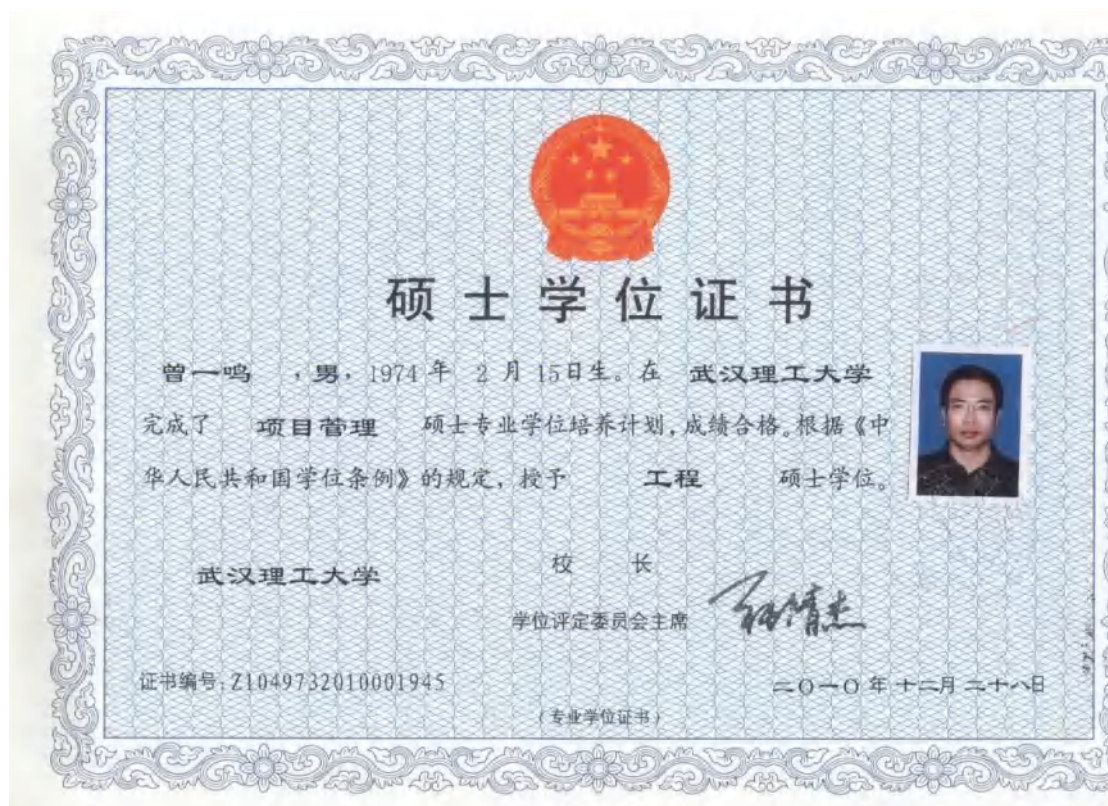 硕士学位证书
曾一鸣 ,男, 1974 年 2 月 15日生。在 武汉理工大学
完成了 项目管理 硕士专业学位培养计划,成绩合格。根据《中
华人民共和国学位条例》的规定,授予 工程 硕士学位。
武汉理工大学
校 长
学位评定委员会主席
证书编号:Z1049732010001945
二〇一〇年十二月二十八日
(专业学位证书)